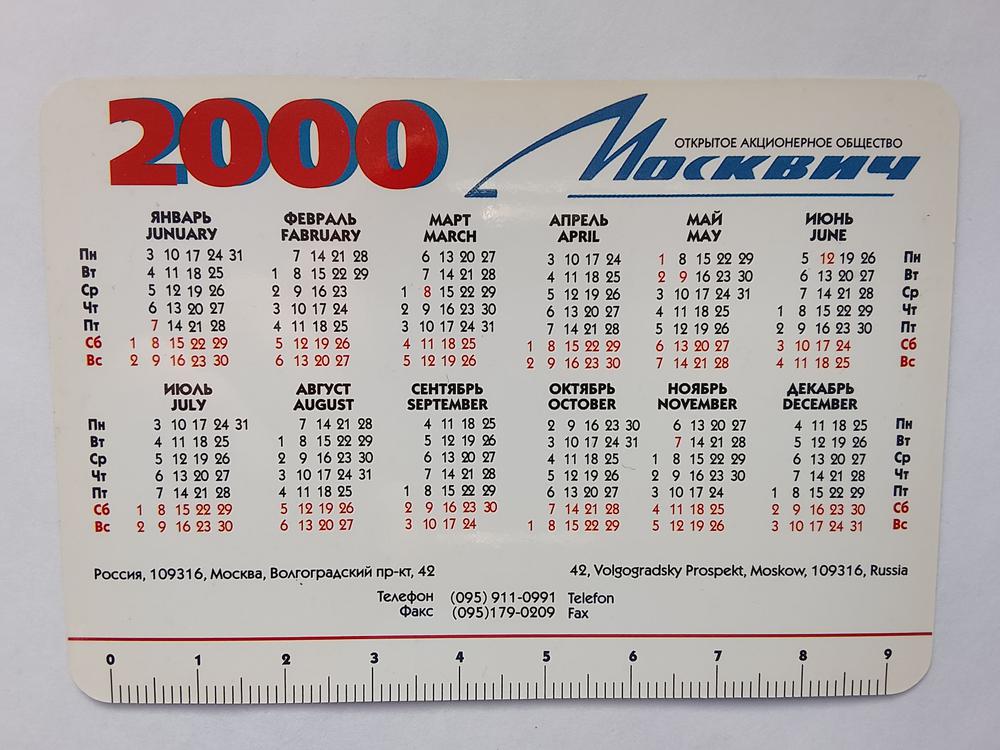 2000
ОТКРЫТОЕ АКЦИОНЕРНОЕ ОБЩЕСТВО
Москвич
ЯНВАРЬ ФЕВРАЛЬ МАРТ АПРЕЛЬ МАЙ ИЮНЬ
JUNUARY FABRUARY MARCH APRIL MAY JUNE
Пн 3 10 17 24 31 7 14 21 28 6 13 20 27 3 10 17 24 1 8 15 22 29 5 12 19 26 Пн
Вт 4 11 18 25 1 8 15 22 29 7 14 21 28 4 11 18 25 2 9 16 23 30 6 13 20 27 Вт
Ср 5 12 19 26 2 9 16 23 1 8 15 22 29 5 12 19 26 3 10 17 24 31 7 14 21 28 Ср
Чт 6 13 20 27 3 10 17 24 2 9 16 23 30 6 13 20 27 4 11 18 25 1 8 15 22 29 Чт
Пт 7 14 21 28 4 11 18 25 3 10 17 24 31 7 14 21 28 5 12 19 26 2 9 16 23 30 Пт
Сб 1 8 15 22 29 5 12 19 26 4 11 18 25 1 8 15 22 29 6 13 20 27 3 10 17 24 Сб
Вс 2 9 16 23 30 6 13 20 27 5 12 19 26 2 9 16 23 30 7 14 21 28 4 11 18 25 Вс
ИЮЛЬ АВГУСТ СЕНТЯБРЬ ОКТЯБРЬ НОЯБРЬ ДЕКАБРЬ
JULY AUGUST SEPTEMBER OCTOBER NOVEMBER DECEMBER
Пн 3 10 17 24 31 7 14 21 28 4 11 18 25 2 9 16 23 30 6 13 20 27 4 11 18 25 Пн
Вт 4 11 18 25 1 8 15 22 29 5 12 19 26 3 10 17 24 31 7 14 21 28 5 12 19 26 Вт
Ср 5 12 19 26 2 9 16 23 30 6 13 20 27 4 11 18 25 1 8 15 22 29 6 13 20 27 Ср
Чт 6 13 20 27 3 10 17 24 31 7 14 21 28 5 12 19 26 2 9 16 23 30 7 14 21 28 Чт
Пт 7 14 21 28 4 11 18 25 1 8 15 22 29 6 13 20 27 3 10 17 24 1 8 15 22 29 Пт
Сб 1 8 15 22 29 5 12 19 26 2 9 16 23 30 7 14 21 28 4 11 18 25 2 9 16 23 30 Сб
Вс 2 9 16 23 30 6 13 20 27 3 10 17 24 1 8 15 22 29 5 12 19 26 3 10 17 24 31 Вс
Россия, 109316, Москва, Волгоградский пр-кт, 42 42, Volgogradsky Prospekt, Moskow, 109316, Russia
Телефон (095) 911-0991 Telefon
Факс (095)179-0209 Fax
0 1 2 3 4 5 6 7 8 9